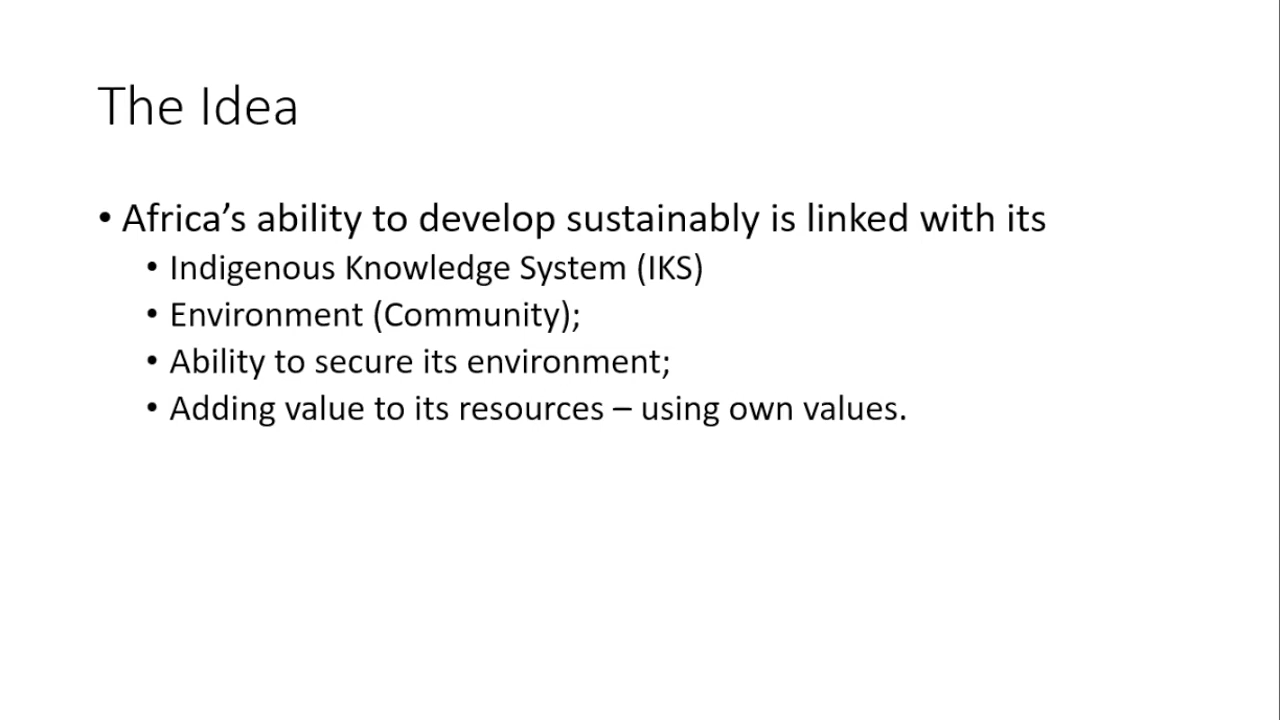 The Idea
• Africa’s ability to develop sustainably is linked with its
• Indigenous Knowledge System (IKS)
• Environment (Community);
• Ability to secure its environment;
• Adding value to its resources – using own values.